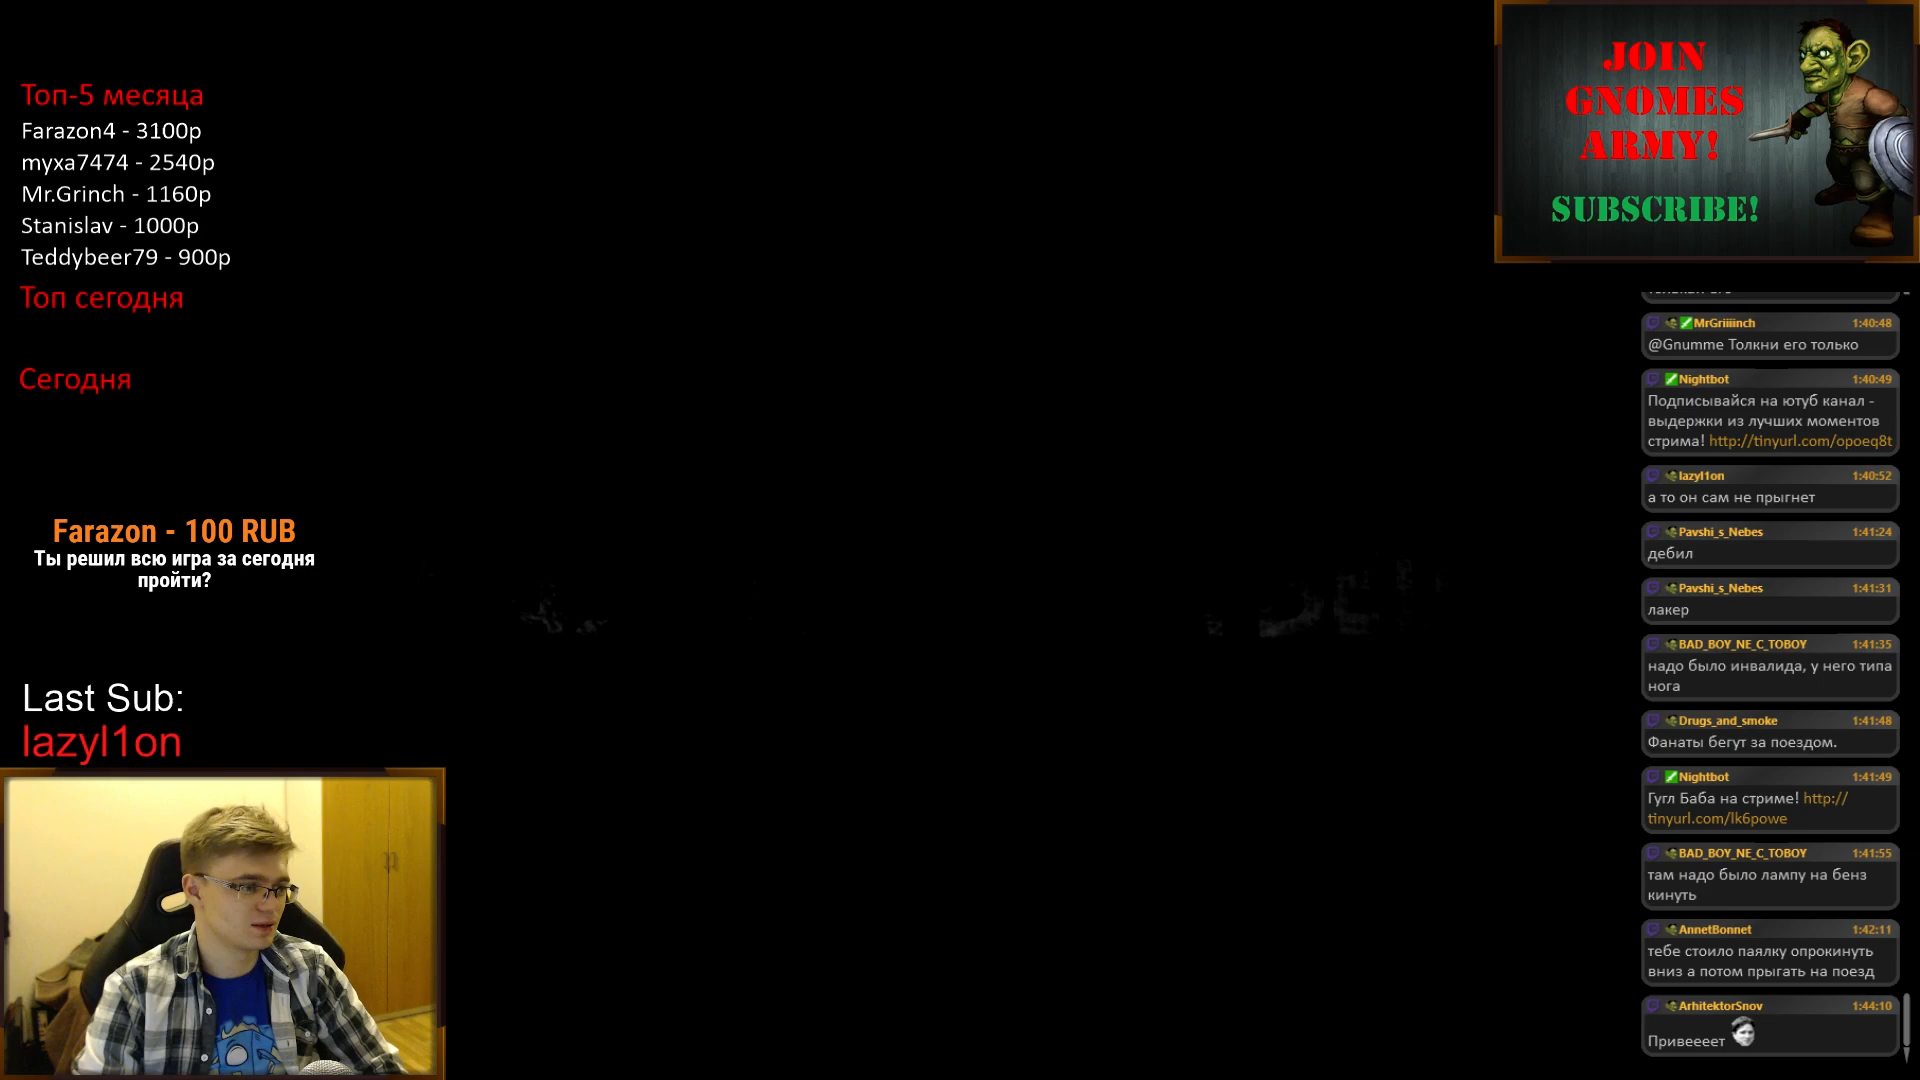 Топ-5 месяца
Farazon4 - 3100р
myxa7474 - 2540р
Mr.Grinch - 1160р
Stanislav - 1000р
Teddybeer79 - 900р
Топ сегодня
Сегодня
Farazon - 100 RUB
Ты решил всю игра за сегодня
пройти?
Last Sub:
lazyl1on
JOIN
GNOMES
ARMY!
SUBSCRIBE!
MrGriiiinch 1:40:48
@Gnumme Толкни его только
Nightbot 1:40:49
Подписывайся на ютуб канал -
выдержки из лучших моментов
стрима! http://tinyurl.com/opoeq8t
lazyl1on 1:40:52
а то он сам не прыгнет
Pavshi_s_Nebes 1:41:24
дебил
Pavshi_s_Nebes 1:41:31
лакер
BAD_BOY_NE_C_TOBOY 1:41:35
надо было инвалида, у него типа
нога
Drugs_and_smoke 1:41:48
Фанаты бегут за поездом.
Nightbot 1:41:49
Гугл Баба на стриме! http://
tinyurl.com/lk6powe
BAD_BOY_NE_C_TOBOY 1:41:55
там надо было лампу на бенз
кинуть
AnnetBonnet 1:42:11
тебе стоило паялку опрокинуть
вниз а потом прыгать на поезд
ArhitektorSnov 1:44:10
Привеееет